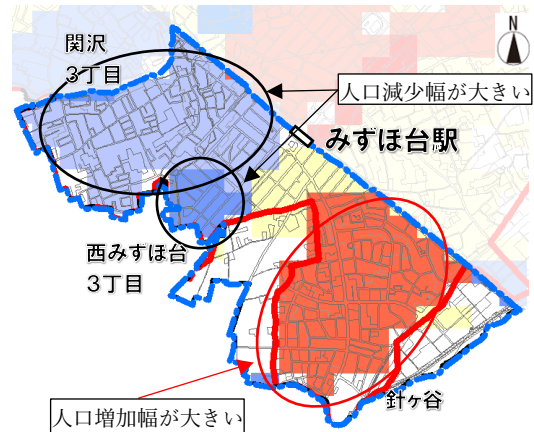 関沢
3丁目
N
人口減少幅が大きい
みずほ台駅
西みずほ台
3丁目
針ヶ谷
人口増加幅が大きい